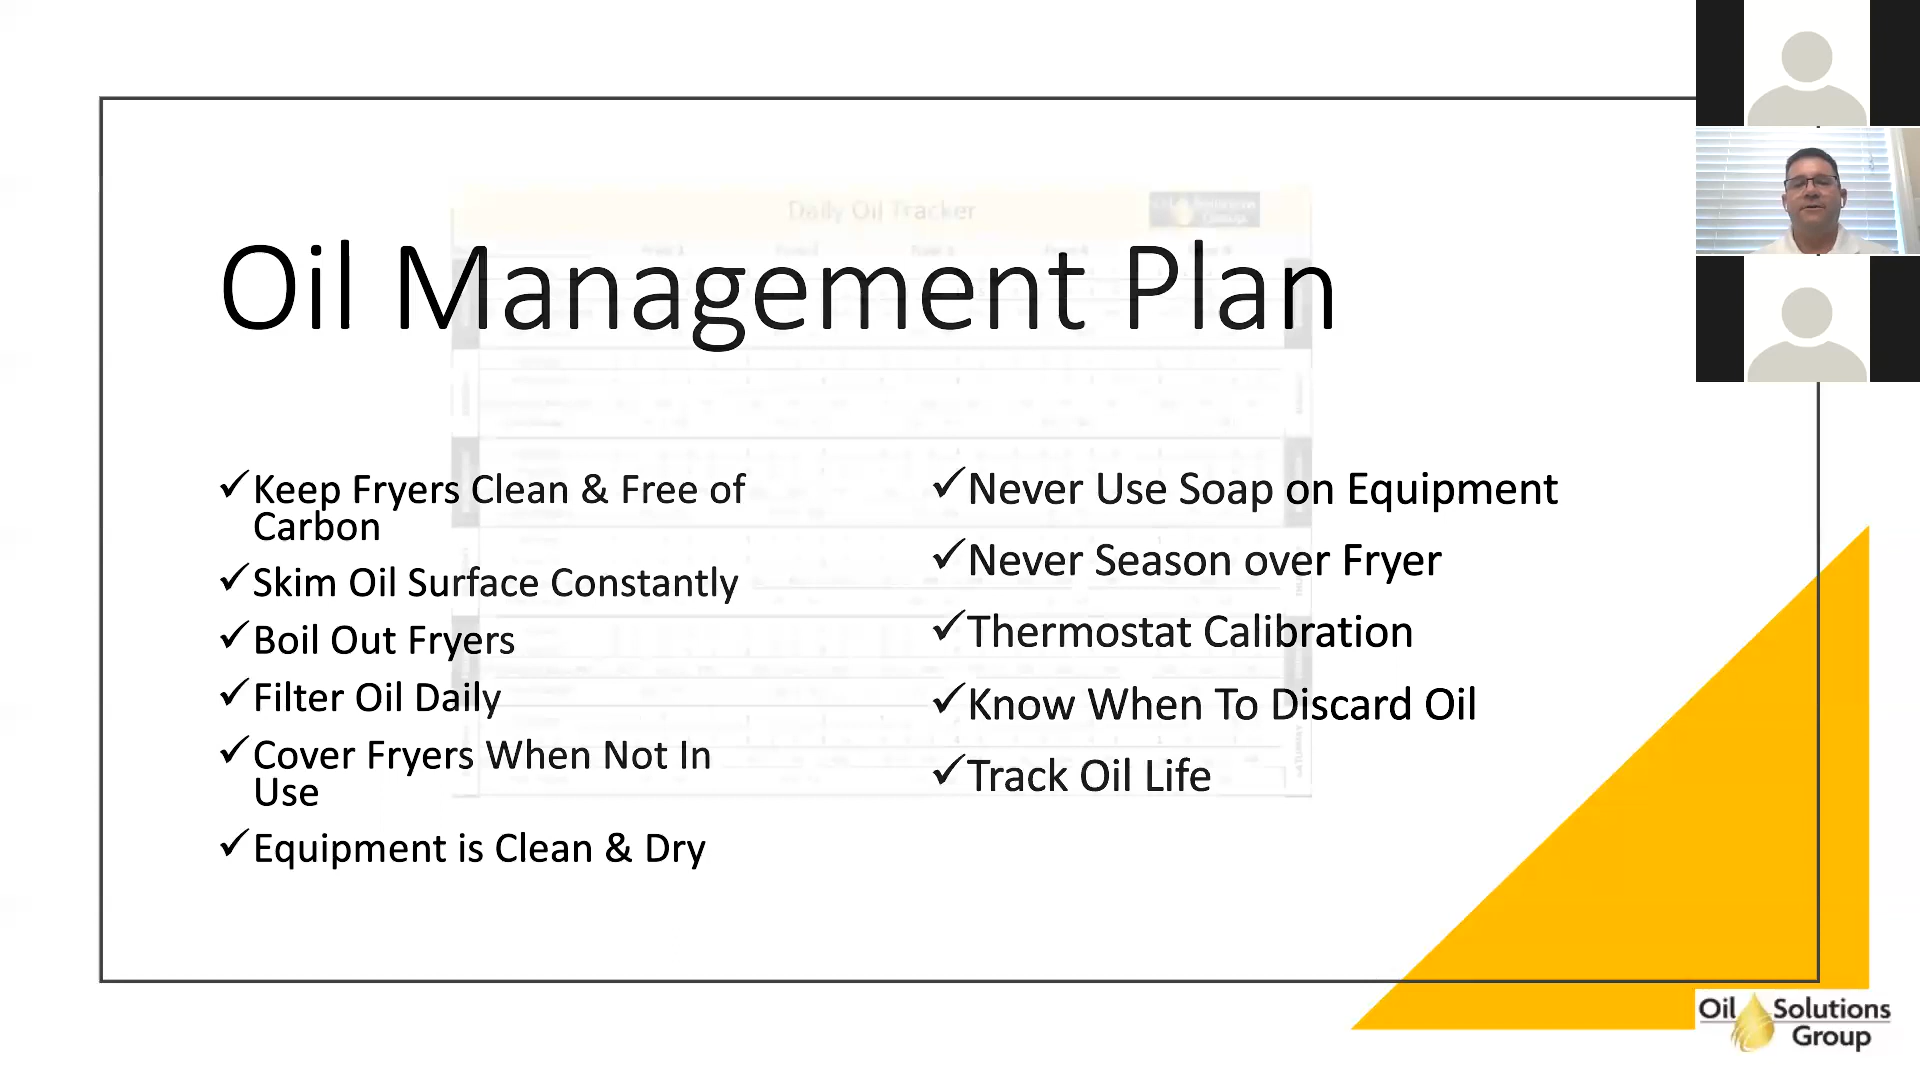 Daily Oil Tracker
Oil Management Plan
✓Keep Fryers Clean & Free of
Carbon
✓Skim Oil Surface Constantly
✓Boil Out Fryers
✓Filter Oil Daily
✓Cover Fryers When Not In
Use
✓Equipment is Clean & Dry
✓Never Use Soap on Equipment
✓Never Season over Fryer
✓Thermostat Calibration
✓Know When To Discard Oil
✓Track Oil Life
Oil Solutions
Group